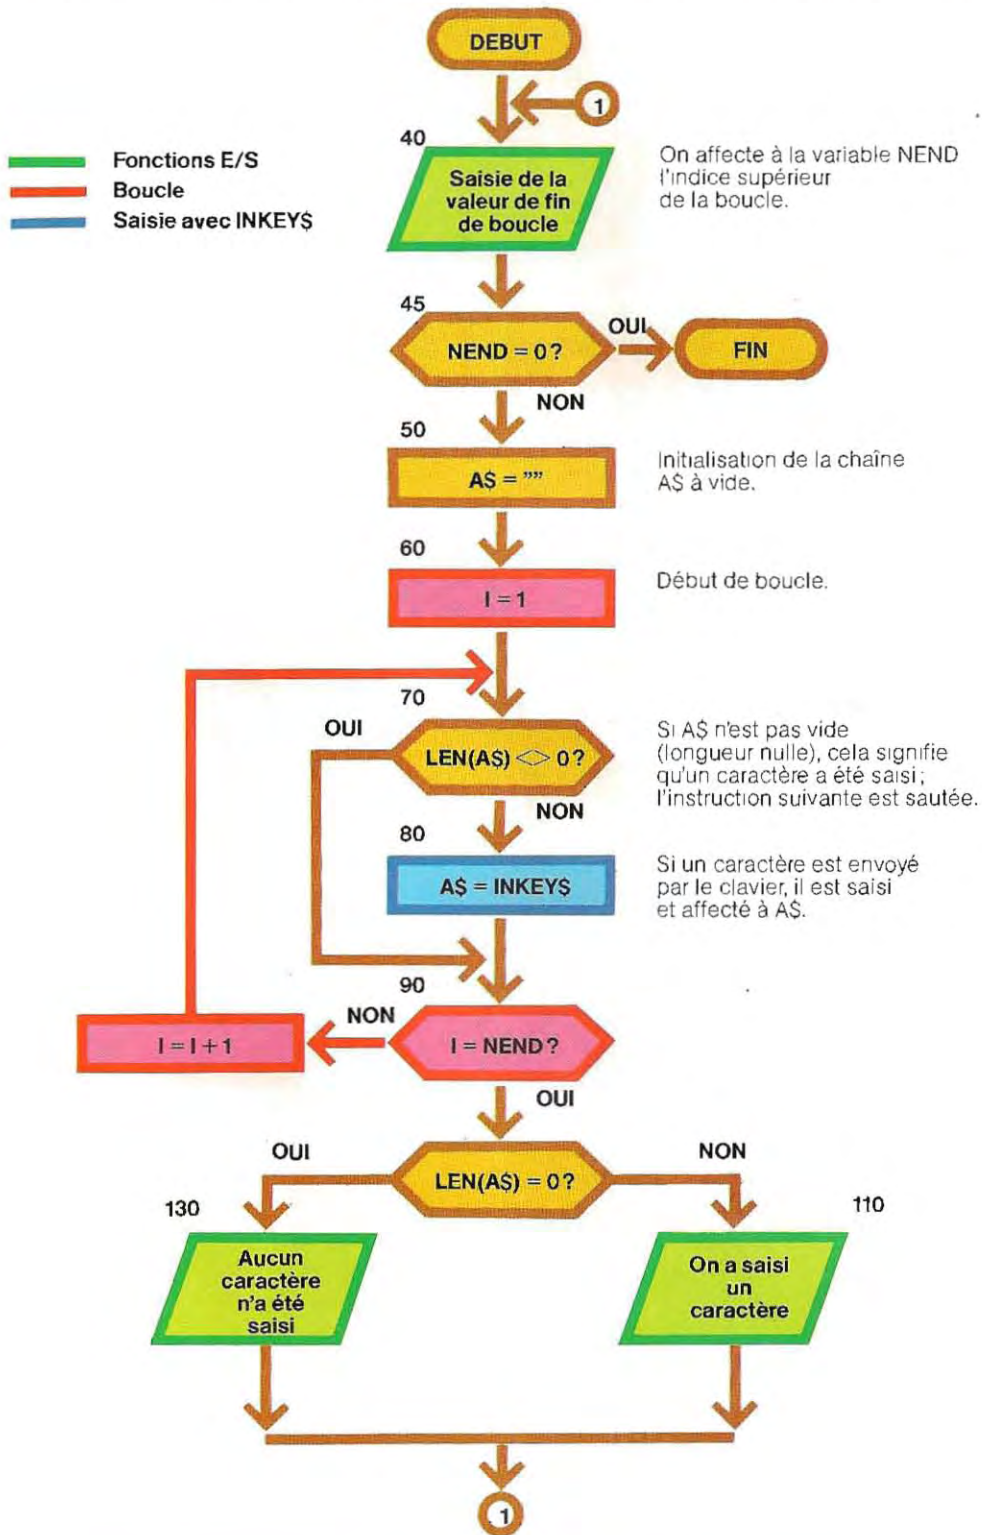 DEBUT
1
Fonctions E/S
Boucle
Saisie avec INKEY$
40
Saisie de la
valeur de fin
de boucle
On affecte à la variable NEND
l'indice supérieur
de la boucle.
45
NEND = 0?
OUI
FIN
NON
50
A$ = ""
Initialisation de la chaîne
A$ à vide.
60
I = 1
Début de boucle.
70
OUI
LEN(A$) <> 0?
NON
Si A$ n'est pas vide
(longueur nulle), cela signifie
qu'un caractère a été saisi;
l'instruction suivante est sautée.
80
A$ = INKEY$
Si un caractère est envoyé
par le clavier, il est saisi
et affecté à A$.
90
NON
I = I + 1
I = NEND?
OUI
OUI
LEN(A$) = 0?
NON
130
Aucun
caractère
n'a été
saisi
110
On a saisi
un
caractère
1